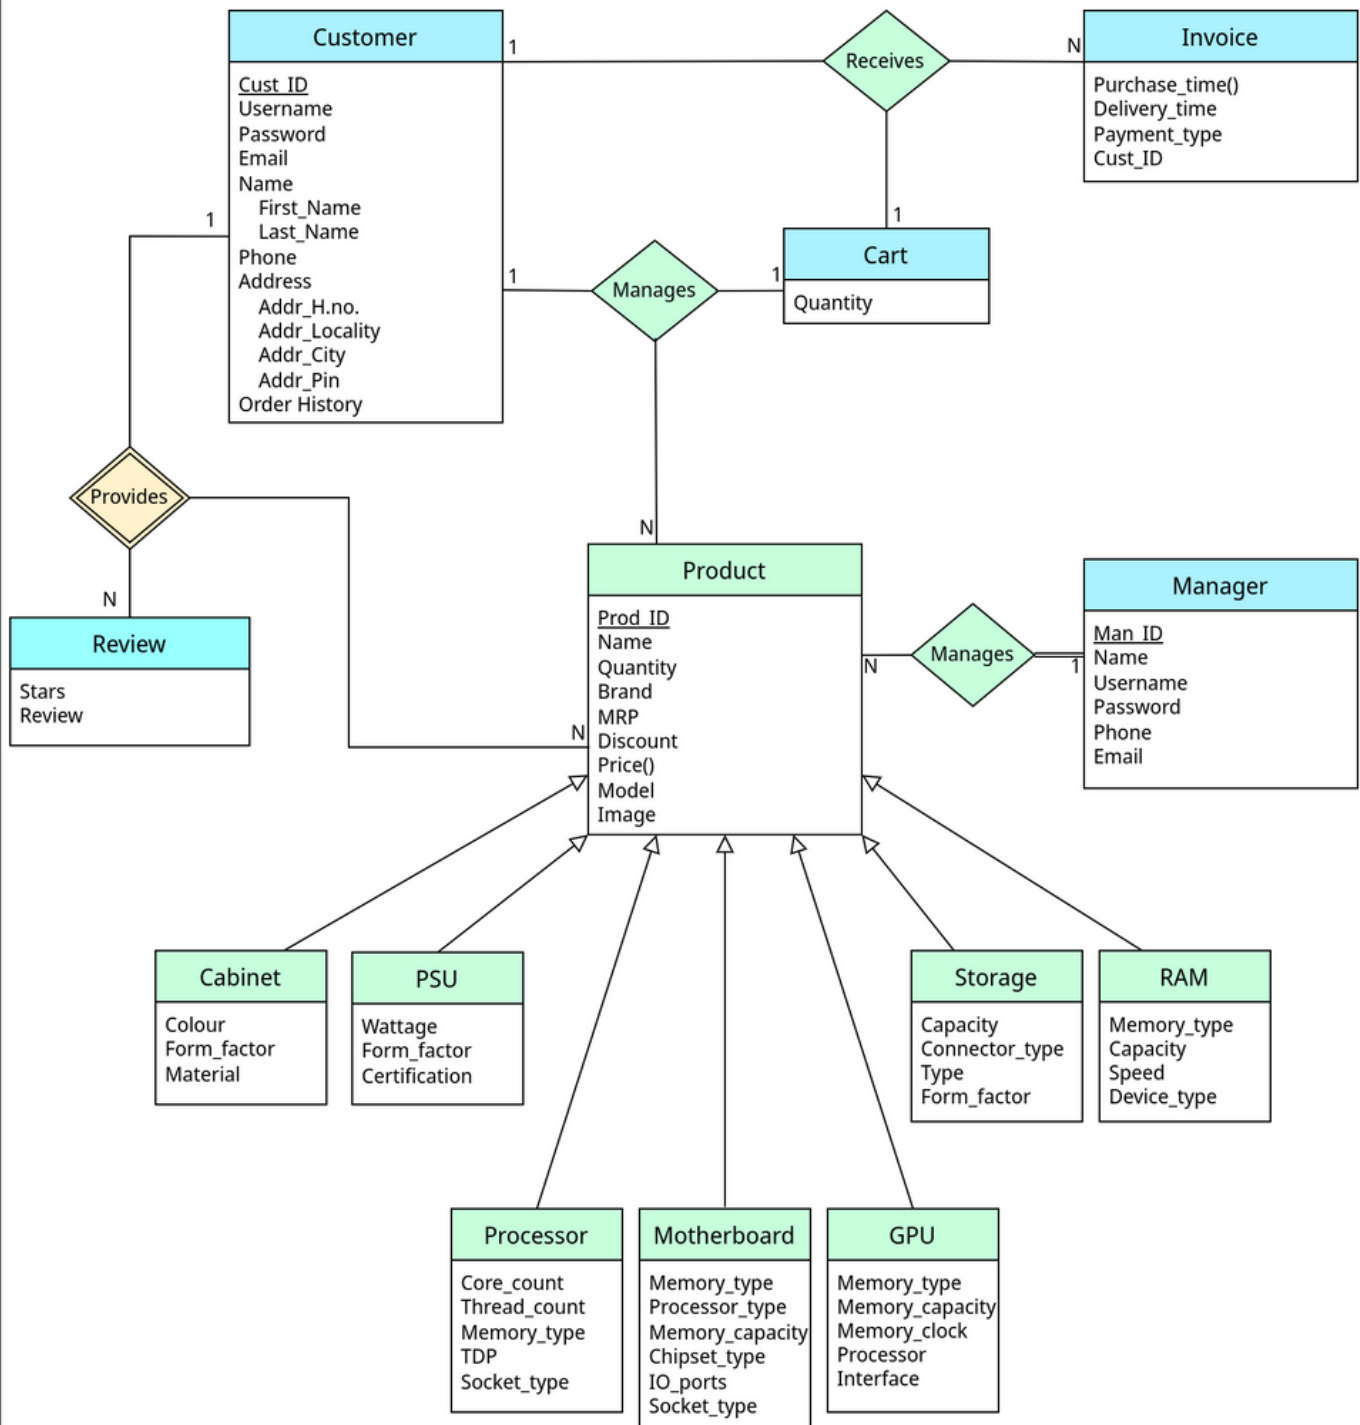 Customer
Cust_ID
Username
Password
Email
Name
First_Name
Last_Name
Phone
Address
Addr_H.no.
Addr_Locality
Addr_City
Addr_Pin
Order History
1
Receives
N
Invoice
Purchase_time()
Delivery_time
Payment_type
Cust_ID
1
Cart
Quantity
1
Manages
1
N
1
Provides
N
N
Review
Stars
Review
Product
Prod_ID
Name
Quantity
Brand
MRP
Discount
Price()
Model
Image
N
Manages
1
Manager
Man_ID
Name
Username
Password
Phone
Email
Cabinet
Colour
Form_factor
Material
PSU
Wattage
Form_factor
Certification
Storage
Capacity
Connector_type
Type
Form_factor
RAM
Memory_type
Capacity
Speed
Device_type
Processor
Core_count
Thread_count
Memory_type
TDP
Socket_type
Motherboard
Memory_type
Processor_type
Memory_capacity
Chipset_type
IO_ports
Socket_type
GPU
Memory_type
Memory_capacity
Memory_clock
Processor
Interface